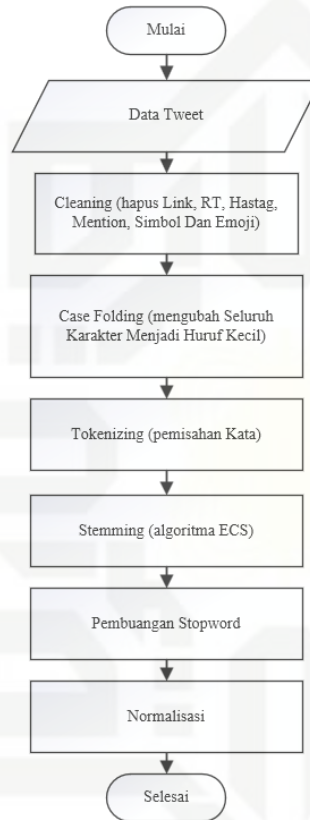 Mulai
Data Tweet
Cleaning (hapus Link, RT, Hastag,
Mention, Simbol Dan Emoji)
Case Folding (mengubah Seluruh
Karakter Menjadi Huruf Kecil)
Tokenizing (pemisahan Kata)
Stemming (algoritma ECS)
Pembuangan Stopword
Normalisasi
Selesai